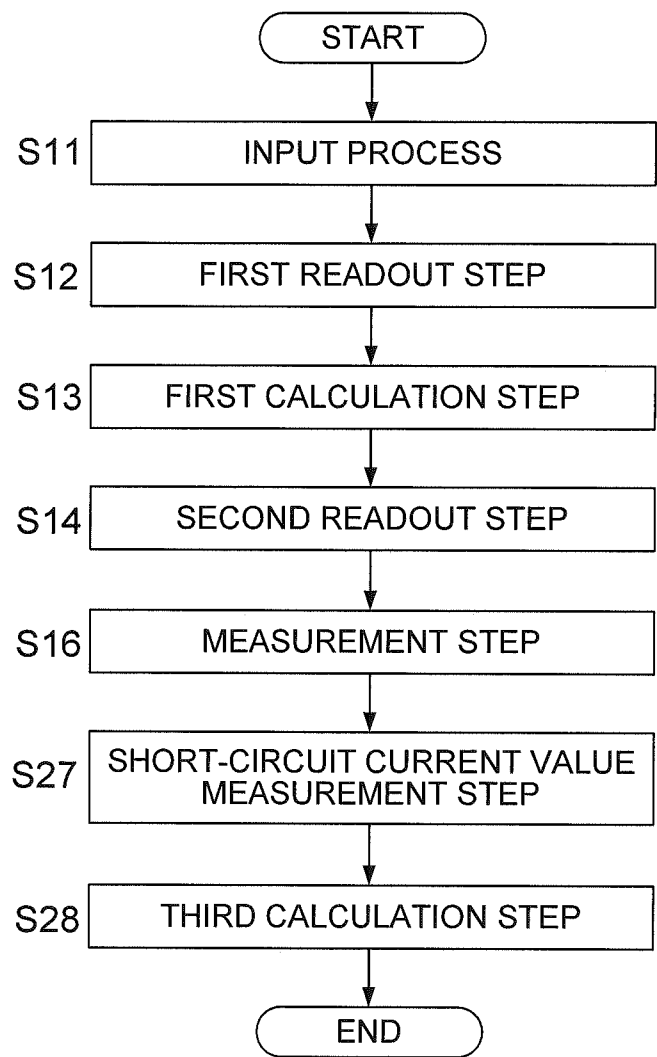 START
S11 INPUT PROCESS
S12 FIRST READOUT STEP
S13 FIRST CALCULATION STEP
S14 SECOND READOUT STEP
S16 MEASUREMENT STEP
S27 SHORT-CIRCUIT CURRENT VALUE
MEASUREMENT STEP
S28 THIRD CALCULATION STEP
END